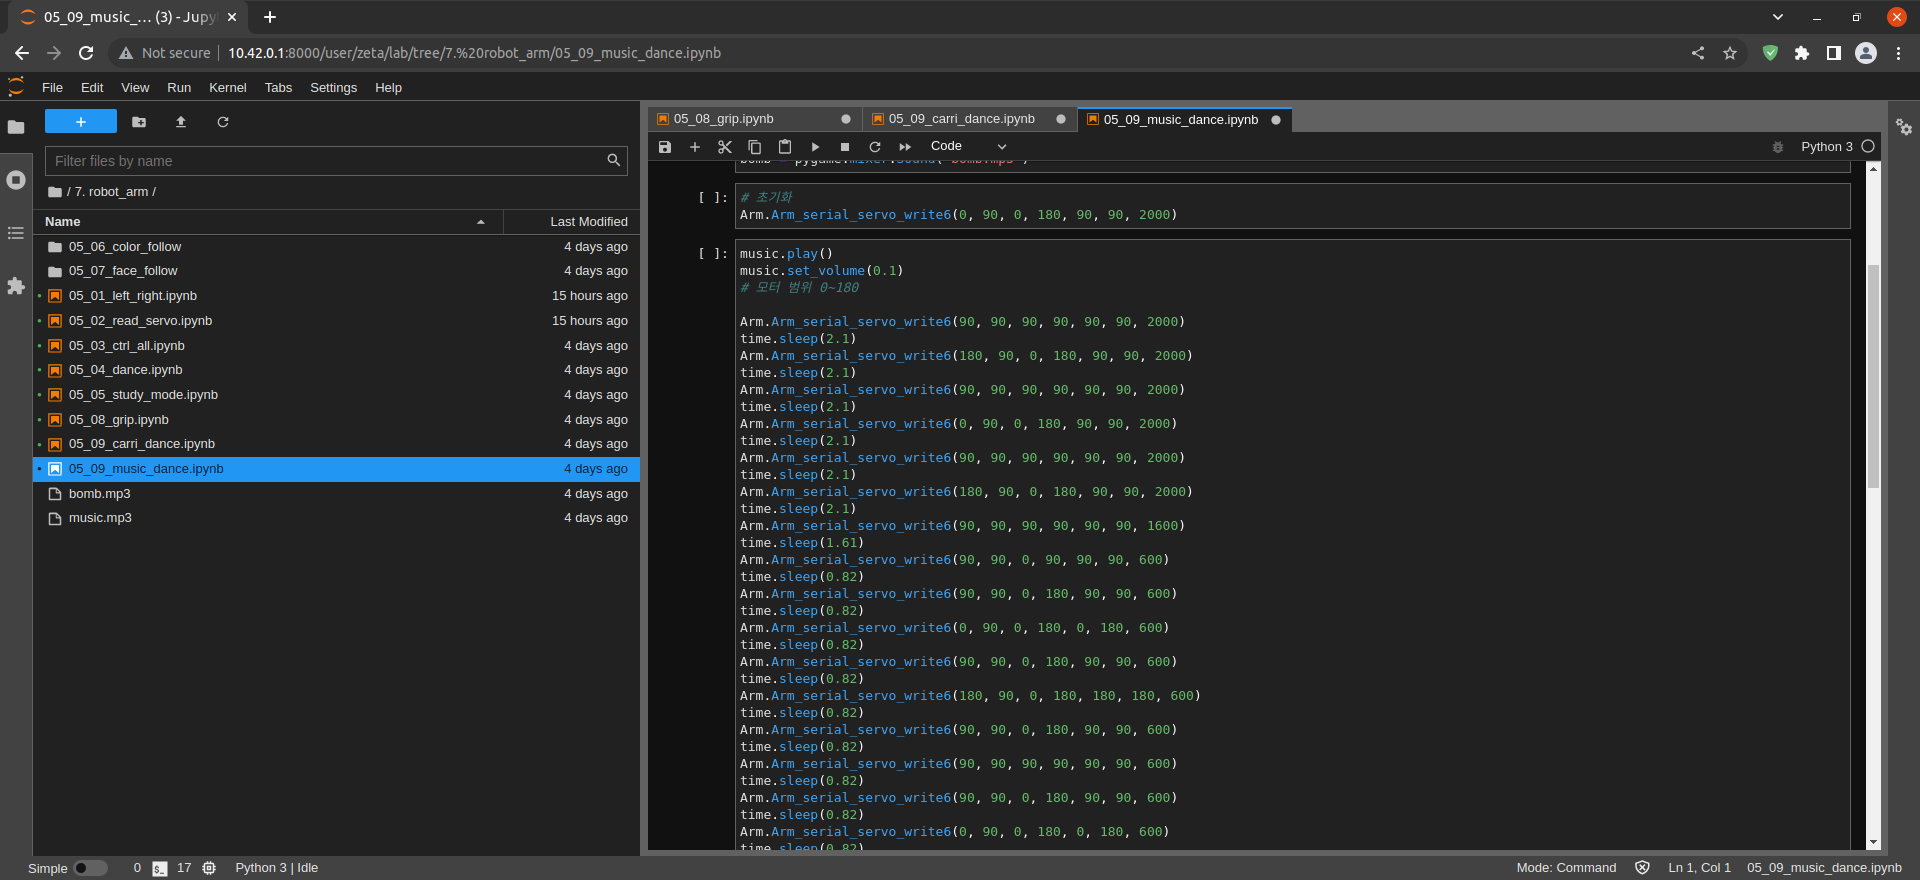 05_09_music_... (3) - Jupy
Not secure
10.42.0.1:8000/user/zeta/lab/tree/7.%20robot_arm/05_09_music_dance.ipynb
File Edit View Run Kernel Tabs Settings Help
Filter files by name
/ 7. robot_arm /
Name Last Modified
05_06_color_follow 4 days ago
05_07_face_follow 4 days ago
05_01_left_right.ipynb 15 hours ago
05_02_read_servo.ipynb 15 hours ago
05_03_ctrl_all.ipynb 4 days ago
05_04_dance.ipynb 4 days ago
05_05_study_mode.ipynb 4 days ago
05_08_grip.ipynb 4 days ago
05_09_carri_dance.ipynb 4 days ago
05_09_music_dance.ipynb 4 days ago
bomb.mp3 4 days ago
music.mp3 4 days ago
05_08_grip.ipynb 05_09_carri_dance.ipynb 05_09_music_dance.ipynb
Code Python 3
bomb = pygame.mixer.Sound('bomb.mp3')
[ ]: # 초기화
Arm.Arm_serial_servo_write6(0, 90, 0, 180, 90, 90, 2000)
[ ]: music.play()
music.set_volume(0.1)
# 모터 범위 0~180
Arm.Arm_serial_servo_write6(90, 90, 90, 90, 90, 90, 2000)
time.sleep(2.1)
Arm.Arm_serial_servo_write6(180, 90, 0, 180, 90, 90, 2000)
time.sleep(2.1)
Arm.Arm_serial_servo_write6(90, 90, 90, 90, 90, 90, 2000)
time.sleep(2.1)
Arm.Arm_serial_servo_write6(0, 90, 0, 180, 90, 90, 2000)
time.sleep(2.1)
Arm.Arm_serial_servo_write6(90, 90, 90, 90, 90, 90, 2000)
time.sleep(2.1)
Arm.Arm_serial_servo_write6(180, 90, 0, 180, 90, 90, 2000)
time.sleep(2.1)
Arm.Arm_serial_servo_write6(90, 90, 90, 90, 90, 90, 1600)
time.sleep(1.61)
Arm.Arm_serial_servo_write6(90, 90, 0, 90, 90, 90, 600)
time.sleep(0.82)
Arm.Arm_serial_servo_write6(90, 90, 0, 180, 90, 90, 600)
time.sleep(0.82)
Arm.Arm_serial_servo_write6(0, 90, 0, 180, 0, 180, 600)
time.sleep(0.82)
Arm.Arm_serial_servo_write6(90, 90, 0, 180, 90, 90, 600)
time.sleep(0.82)
Arm.Arm_serial_servo_write6(180, 90, 0, 180, 180, 180, 600)
time.sleep(0.82)
Arm.Arm_serial_servo_write6(90, 90, 0, 180, 90, 90, 600)
time.sleep(0.82)
Arm.Arm_serial_servo_write6(90, 90, 90, 90, 90, 90, 600)
time.sleep(0.82)
Arm.Arm_serial_servo_write6(90, 90, 0, 180, 90, 90, 600)
time.sleep(0.82)
Arm.Arm_serial_servo_write6(0, 90, 0, 180, 0, 180, 600)
time.sleep(0.82)
Simple 0 17 Python 3 | Idle Mode: Command Ln 1, Col 1 05_09_music_dance.ipynb